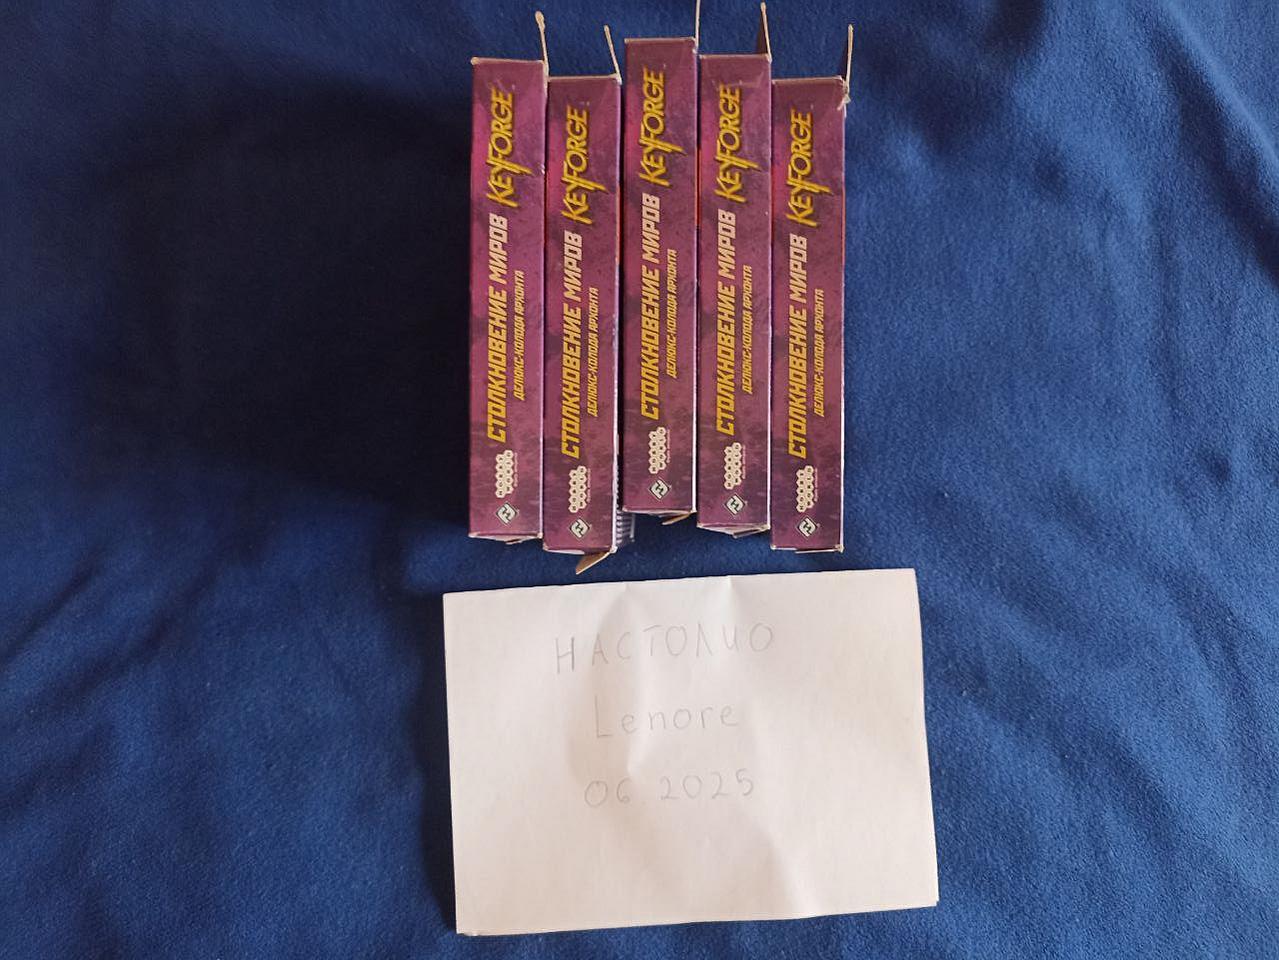 KEYFORGE
СТОЛКНОВЕНИЕ МИРОВ
ДЕЛЮКС-КОЛОДА АРХОНТА
KEYFORGE
СТОЛКНОВЕНИЕ МИРОВ
ДЕЛЮКС-КОЛОДА АРХОНТА
KEYFORGE
СТОЛКНОВЕНИЕ МИРОВ
ДЕЛЮКС-КОЛОДА АРХОНТА
KEYFORGE
СТОЛКНОВЕНИЕ МИРОВ
ДЕЛЮКС-КОЛОДА АРХОНТА
KEYFORGE
СТОЛКНОВЕНИЕ МИРОВ
ДЕЛЮКС-КОЛОДА АРХОНТА
НАСТОЛИО
Lenore
06.2025